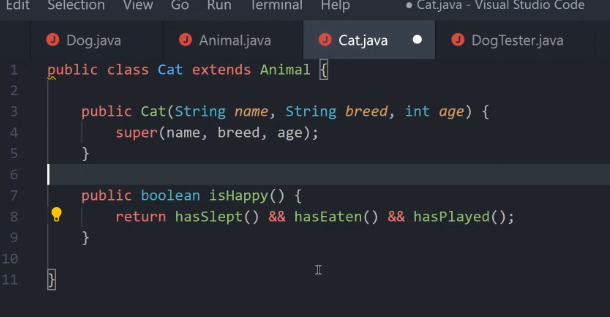 Edit Selection View Go Run Terminal Help ● Cat.java - Visual Studio Code
J Dog.java J Animal.java J Cat.java ● J DogTester.java
1 public class Cat extends Animal {
2
3 public Cat(String name, String breed, int age) {
4 super(name, breed, age);
5 }
6
7 public boolean isHappy() {
8 return hasSlept() && hasEaten() && hasPlayed();
9 }
10
11 }